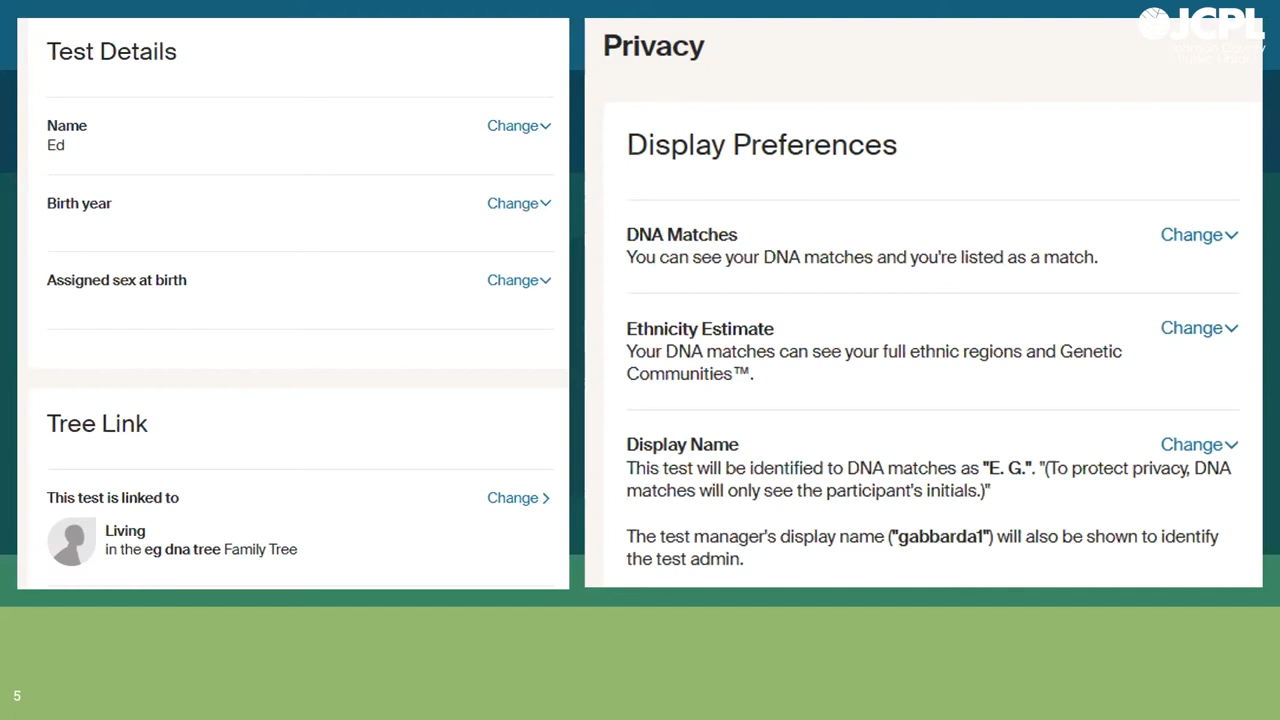 Test Details
Name
Change
Ed
Birth year
Change
Assigned sex at birth
Change
Tree Link
This test is linked to
Change
Living
in the eg dna tree Family Tree
JCPL
Johnson County
Public Library
Privacy
Display Preferences
DNA Matches
Change
You can see your DNA matches and you're listed as a match.
Ethnicity Estimate
Change
Your DNA matches can see your full ethnic regions and Genetic
Communities™.
Display Name
Change
This test will be identified to DNA matches as "E. G.". "(To protect privacy, DNA
matches will only see the participant's initials.)"
The test manager's display name ("gabbarda1") will also be shown to identify
the test admin.
5